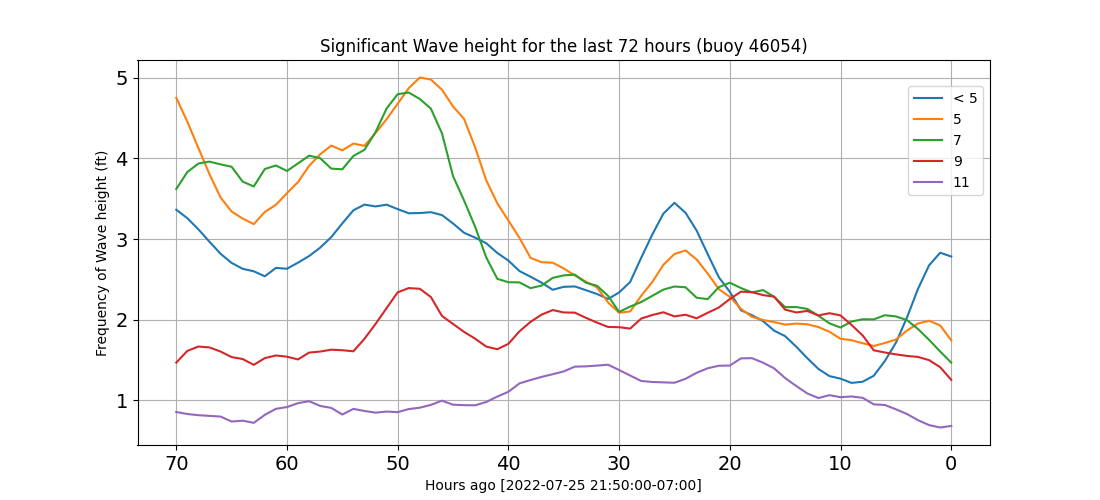 Significant Wave height for the last 72 hours (buoy 46054)
Frequency of Wave height (ft)
5
4
3
2
1
< 5
5
7
9
11
70 60 50 40 30 20 10 0
Hours ago [2022-07-25 21:50:00-07:00]